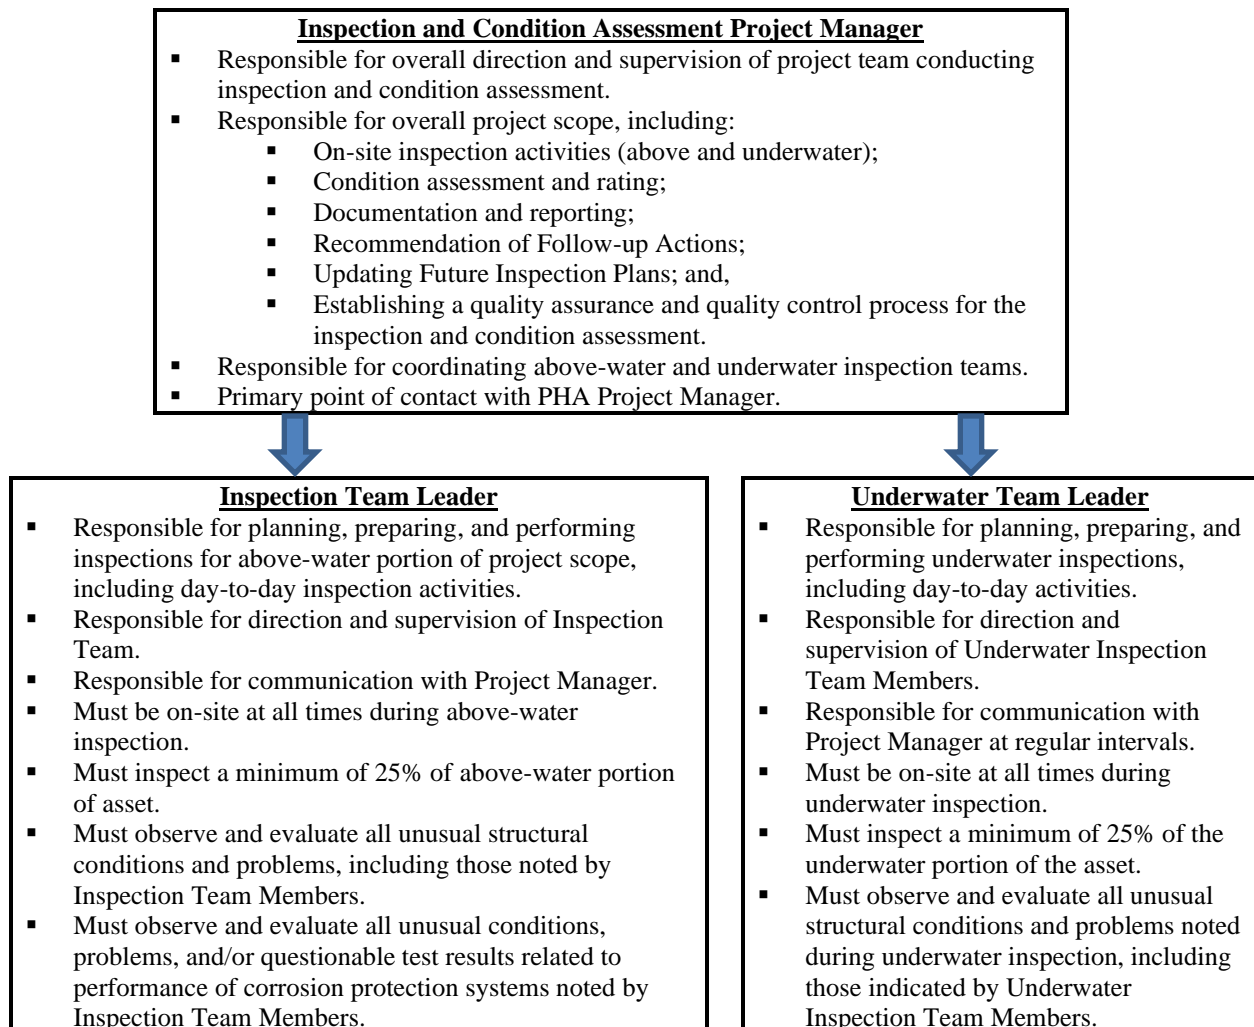 Inspection and Condition Assessment Project Manager
▪ Responsible for overall direction and supervision of project team conducting
inspection and condition assessment.
▪ Responsible for overall project scope, including:
▪ On-site inspection activities (above and underwater);
▪ Condition assessment and rating;
▪ Documentation and reporting;
▪ Recommendation of Follow-up Actions;
▪ Updating Future Inspection Plans; and,
▪ Establishing a quality assurance and quality control process for the
inspection and condition assessment.
▪ Responsible for coordinating above-water and underwater inspection teams.
▪ Primary point of contact with PHA Project Manager.
Inspection Team Leader
▪ Responsible for planning, preparing, and performing
inspections for above-water portion of project scope,
including day-to-day inspection activities.
▪ Responsible for direction and supervision of Inspection
Team.
▪ Responsible for communication with Project Manager.
▪ Must be on-site at all times during above-water
inspection.
▪ Must inspect a minimum of 25% of above-water portion
of asset.
▪ Must observe and evaluate all unusual structural
conditions and problems, including those noted by
Inspection Team Members.
▪ Must observe and evaluate all unusual conditions,
problems, and/or questionable test results related to
performance of corrosion protection systems noted by
Inspection Team Members.
Underwater Team Leader
▪ Responsible for planning, preparing, and
performing underwater inspections,
including day-to-day activities.
▪ Responsible for direction and
supervision of Underwater Inspection
Team Members.
▪ Responsible for communication with
Project Manager at regular intervals.
▪ Must be on-site at all times during
underwater inspection.
▪ Must inspect a minimum of 25% of the
underwater portion of the asset.
▪ Must observe and evaluate all unusual
structural conditions and problems noted
during underwater inspection, including
those indicated by Underwater
Inspection Team Members.